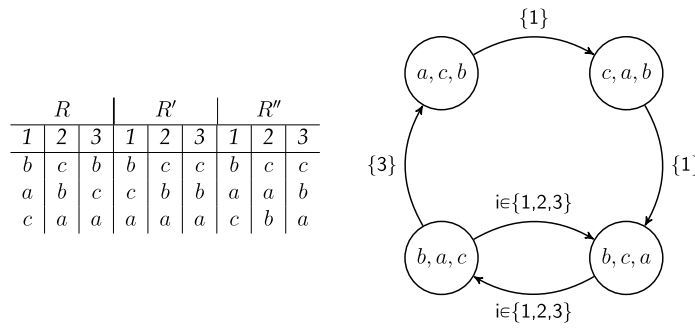 R R′ R″
1 2 3 1 2 3 1 2 3
b c b b c c b c c
a b c c b b a a b
c a a a a a c b a
{1}
a, c, b c, a, b
{3} {1}
i∈{1,2,3}
b, a, c b, c, a
i∈{1,2,3}